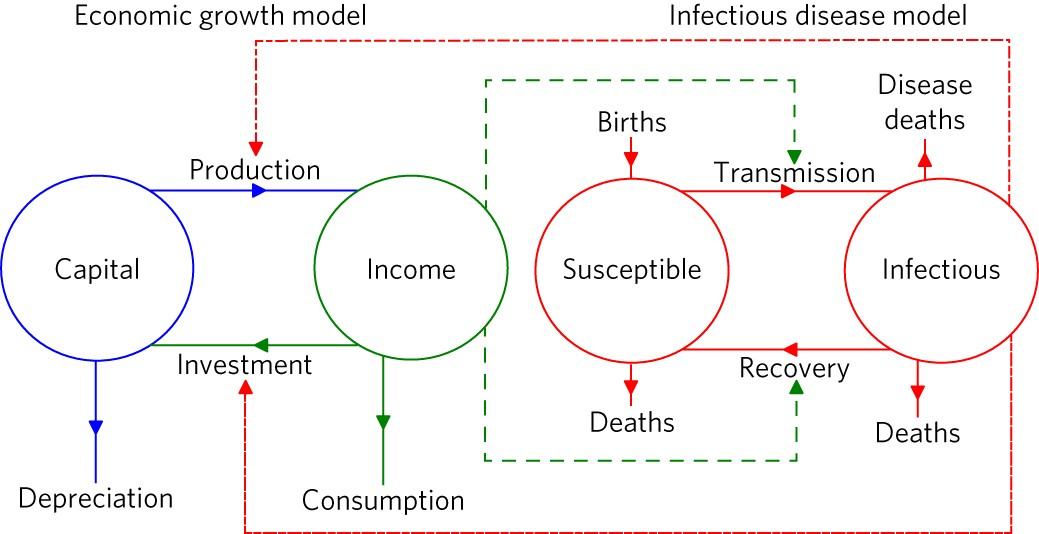 Economic growth model
Infectious disease model
Disease
deaths
Births
Production
Transmission
Capital
Income
Susceptible
Infectious
Investment
Recovery
Deaths
Deaths
Depreciation
Consumption